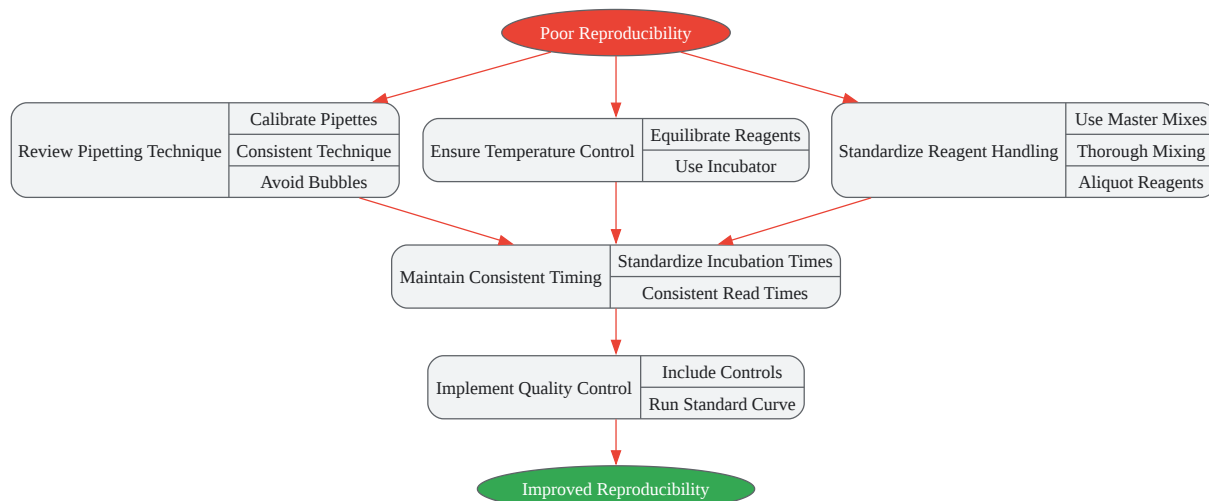 Poor Reproducibility
Review Pipetting Technique
Calibrate Pipettes
Consistent Technique
Avoid Bubbles
Ensure Temperature Control
Equilibrate Reagents
Use Incubator
Standardize Reagent Handling
Use Master Mixes
Thorough Mixing
Aliquot Reagents
Maintain Consistent Timing
Standardize Incubation Times
Consistent Read Times
Implement Quality Control
Include Controls
Run Standard Curve
Improved Reproducibility